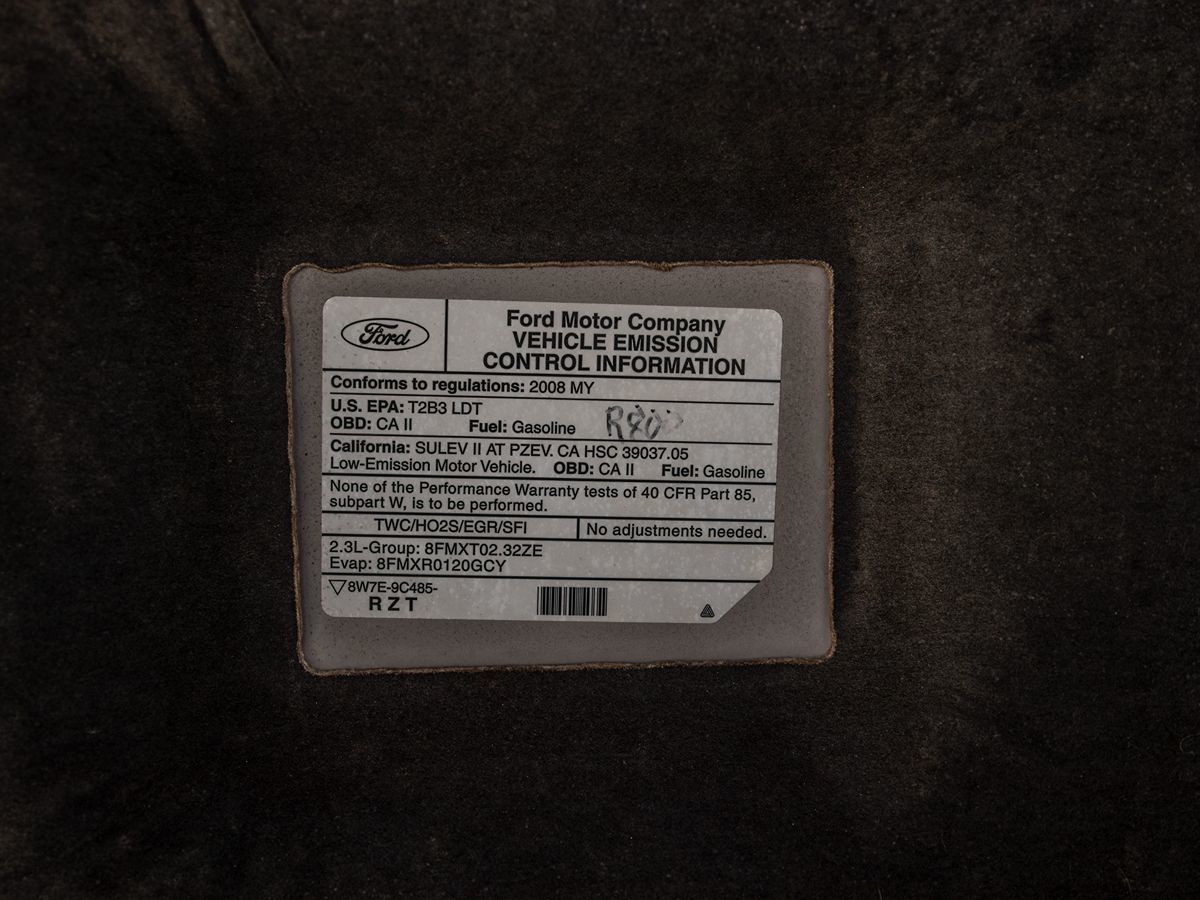 Ford
Ford Motor Company
VEHICLE EMISSION
CONTROL INFORMATION
Conforms to regulations: 2008 MY
U.S. EPA: T2B3 LDT
OBD: CA II Fuel: Gasoline
California: SULEV II AT PZEV. CA HSC 39037.05
Low-Emission Motor Vehicle. OBD: CA II Fuel: Gasoline
None of the Performance Warranty tests of 40 CFR Part 85,
subpart W, is to be performed.
TWC/HO2S/EGR/SFI No adjustments needed.
2.3L-Group: 8FMXT02.32ZE
Evap: 8FMXR0120GCY
▽8W7E-9C485-
RZT